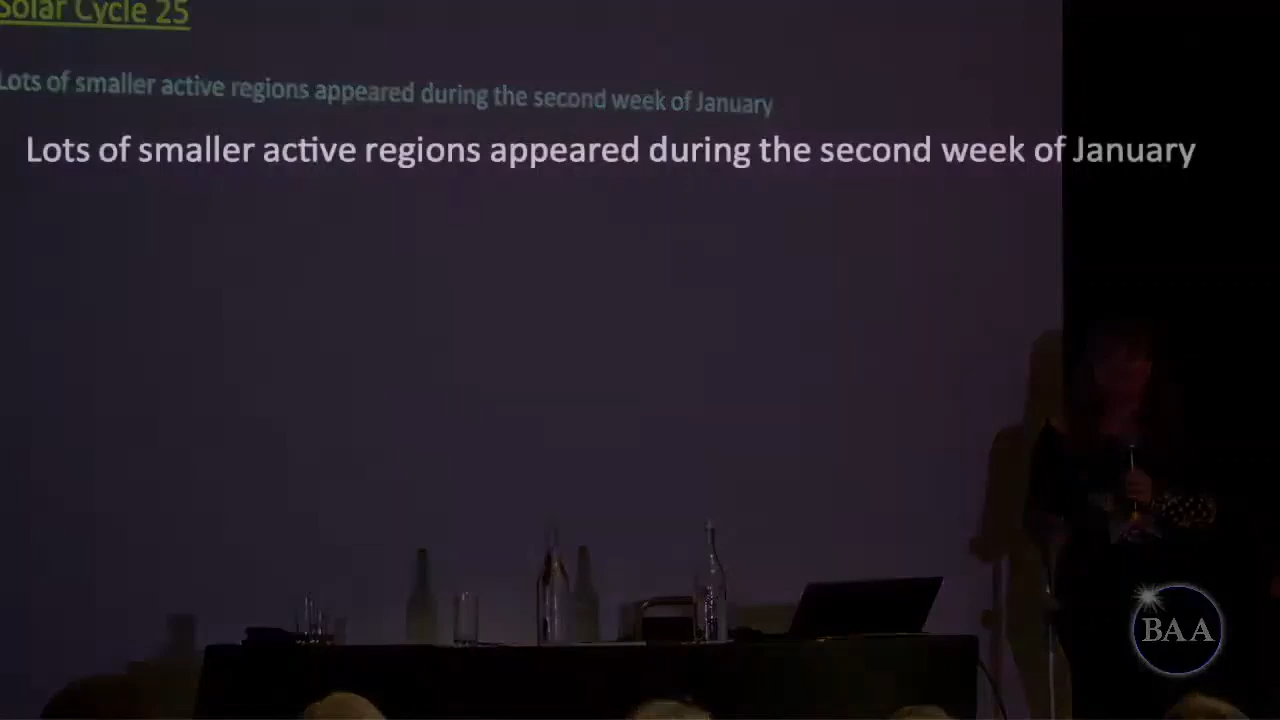 Solar Cycle 25
Lots of smaller active regions appeared during the second week of January
Lots of smaller active regions appeared during the second week of January
BAA